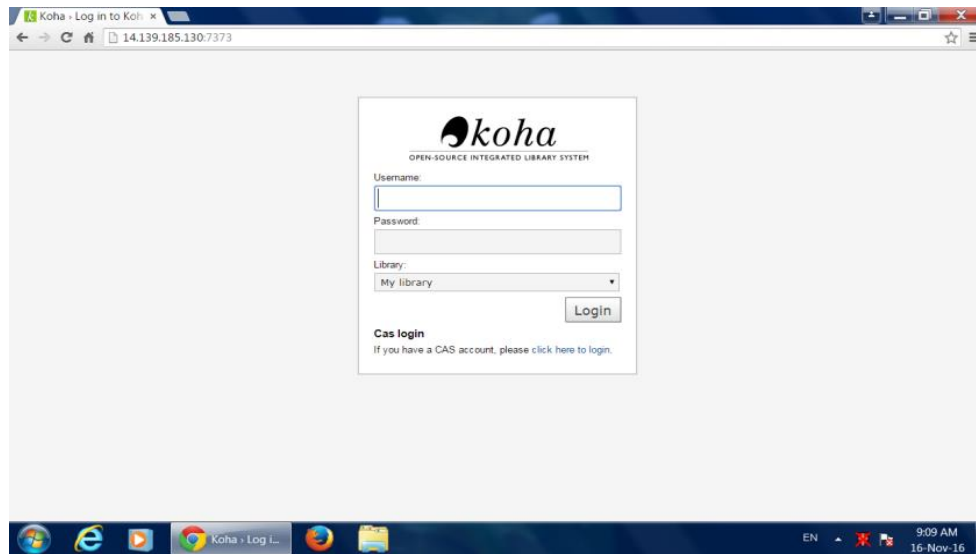 Koha › Log in to Koh
14.139.185.130:7373
koha
OPEN-SOURCE INTEGRATED LIBRARY SYSTEM
Username:
Password:
Library:
My library
Login
Cas login
If you have a CAS account, please click here to login.
Koha › Log i...
EN
9:09 AM
16-Nov-16